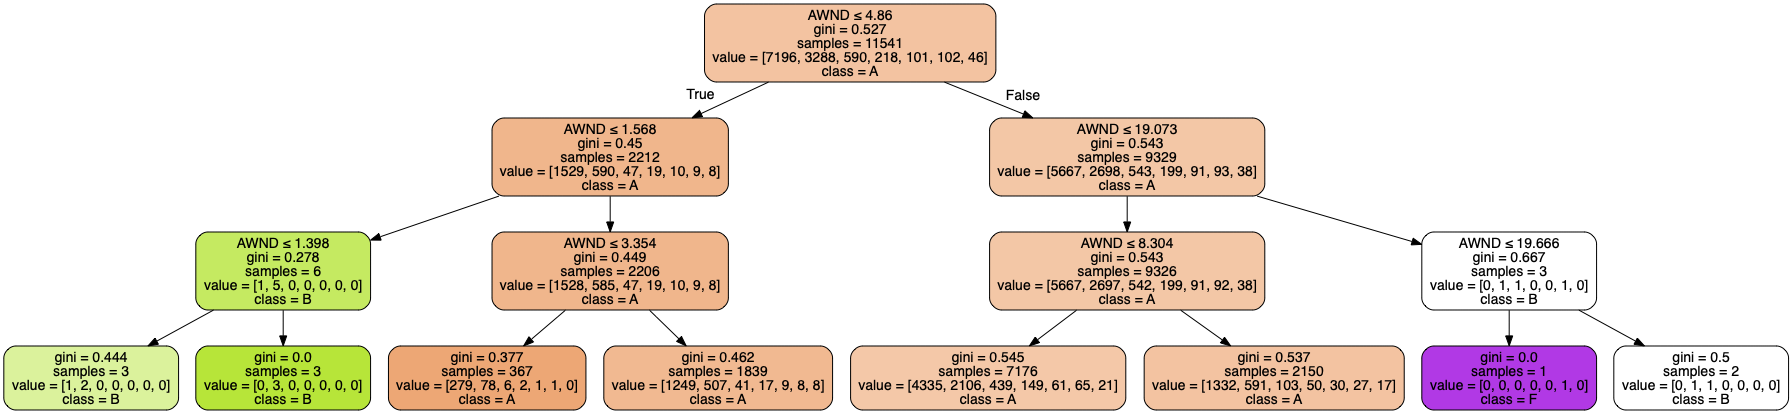 AWND ≤ 4.86
gini = 0.527
samples = 11541
value = [7196, 3288, 590, 218, 101, 102, 46]
class = A
True
False
AWND ≤ 1.568
gini = 0.45
samples = 2212
value = [1529, 590, 47, 19, 10, 9, 8]
class = A
AWND ≤ 19.073
gini = 0.543
samples = 9329
value = [5667, 2698, 543, 199, 91, 93, 38]
class = A
AWND ≤ 1.398
gini = 0.278
samples = 6
value = [1, 5, 0, 0, 0, 0, 0]
class = B
AWND ≤ 3.354
gini = 0.449
samples = 2206
value = [1528, 585, 47, 19, 10, 9, 8]
class = A
AWND ≤ 8.304
gini = 0.543
samples = 9326
value = [5667, 2697, 542, 199, 91, 92, 38]
class = A
AWND ≤ 19.666
gini = 0.667
samples = 3
value = [0, 1, 1, 0, 0, 1, 0]
class = B
gini = 0.444
samples = 3
value = [1, 2, 0, 0, 0, 0, 0]
class = B
gini = 0.0
samples = 3
value = [0, 3, 0, 0, 0, 0, 0]
class = B
gini = 0.377
samples = 367
value = [279, 78, 6, 2, 1, 1, 0]
class = A
gini = 0.462
samples = 1839
value = [1249, 507, 41, 17, 9, 8, 8]
class = A
gini = 0.545
samples = 7176
value = [4335, 2106, 439, 149, 61, 65, 21]
class = A
gini = 0.537
samples = 2150
value = [1332, 591, 103, 50, 30, 27, 17]
class = A
gini = 0.0
samples = 1
value = [0, 0, 0, 0, 0, 1, 0]
class = F
gini = 0.5
samples = 2
value = [0, 1, 1, 0, 0, 0, 0]
class = B